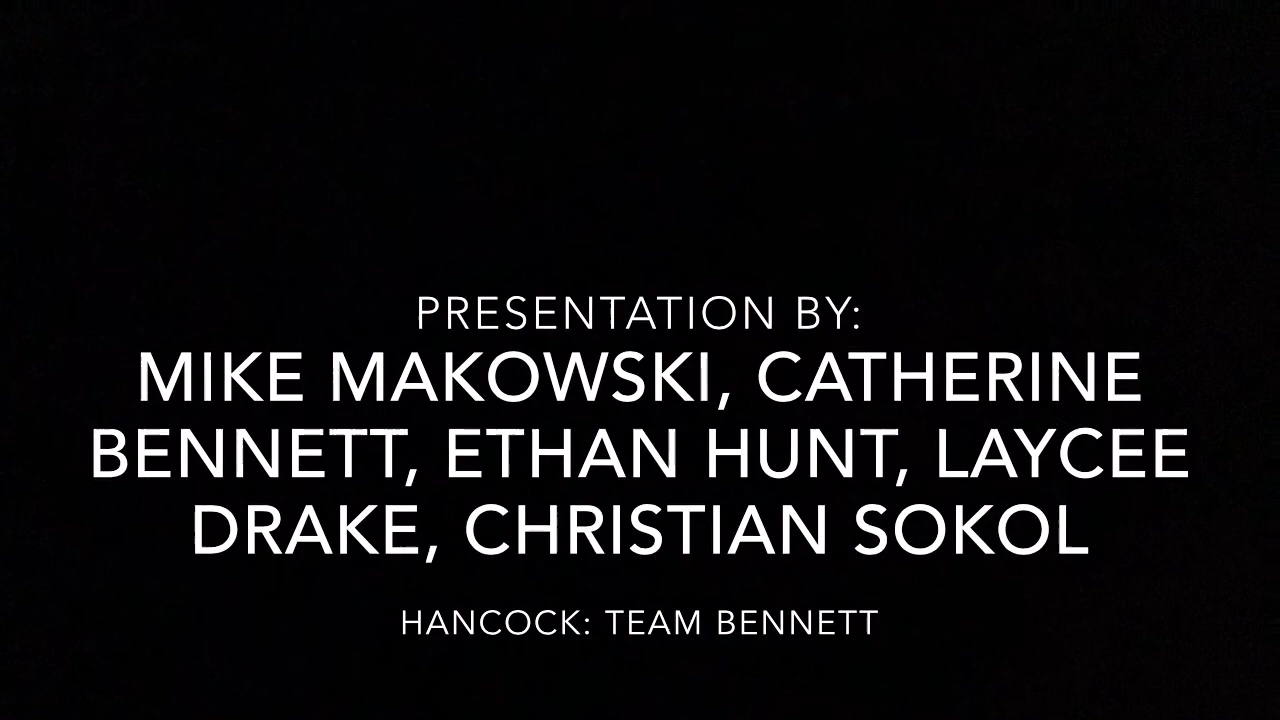 PRESENTATION BY:
MIKE MAKOWSKI, CATHERINE
BENNETT, ETHAN HUNT, LAYCEE
DRAKE, CHRISTIAN SOKOL
HANCOCK: TEAM BENNETT